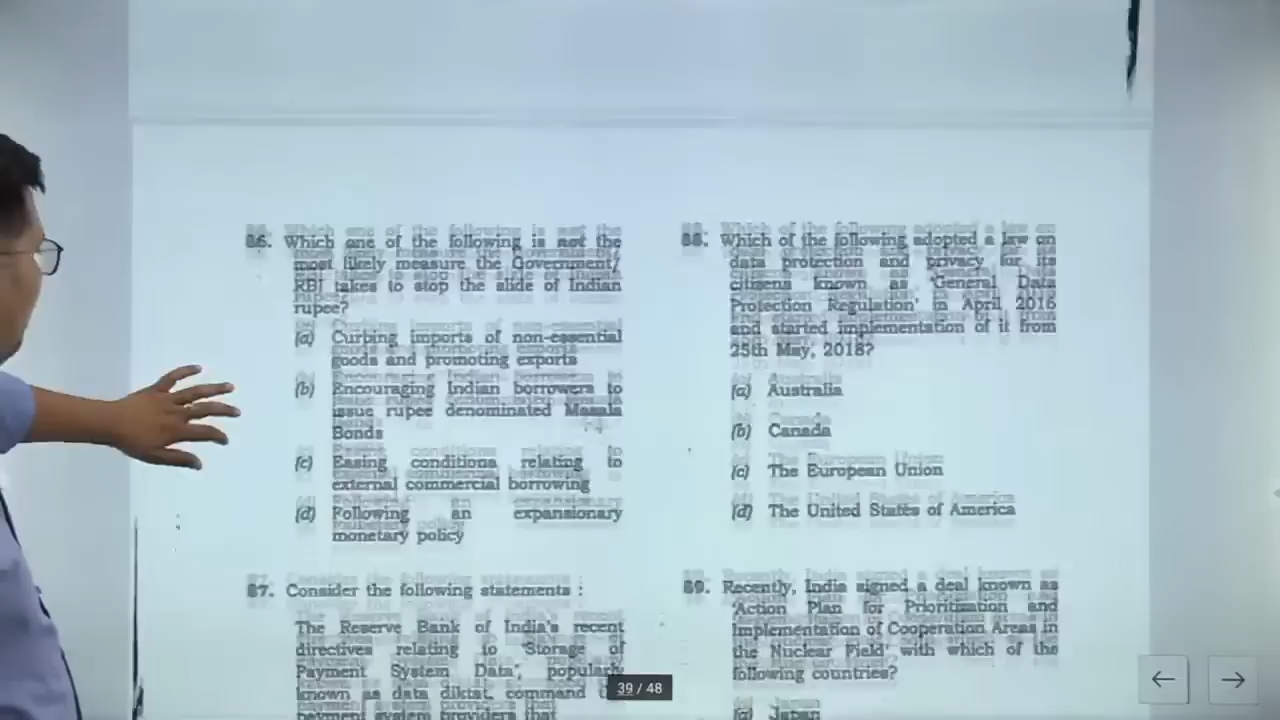 86. Which one of the following is not the
most likely measure the Government/
RBI takes to stop the slide of Indian
rupee?
(a) Curbing imports of non-essential
goods and promoting exports
(b) Encouraging Indian borrowers to
issue rupee denominated Masala
Bonds
(c) Easing conditions relating to
external commercial borrowing
(d) Following an expansionary
monetary policy
87. Consider the following statements :
The Reserve Bank of India's recent
directives relating to 'Storage of
Payment System Data', popularly
known as data diktat, command
payment system providers that
88. Which of the following adopted a law on
data protection and privacy for its
citizens known as 'General Data
Protection Regulation' in April, 2016
and started implementation of it from
25th May, 2018?
(a) Australia
(b) Canada
(c) The European Union
(d) The United States of America
89. Recently, India signed a deal known as
'Action Plan for Prioritization and
Implementation of Cooperation Areas in
the Nuclear Field' with which of the
following countries?
(a) Japan
39 / 48